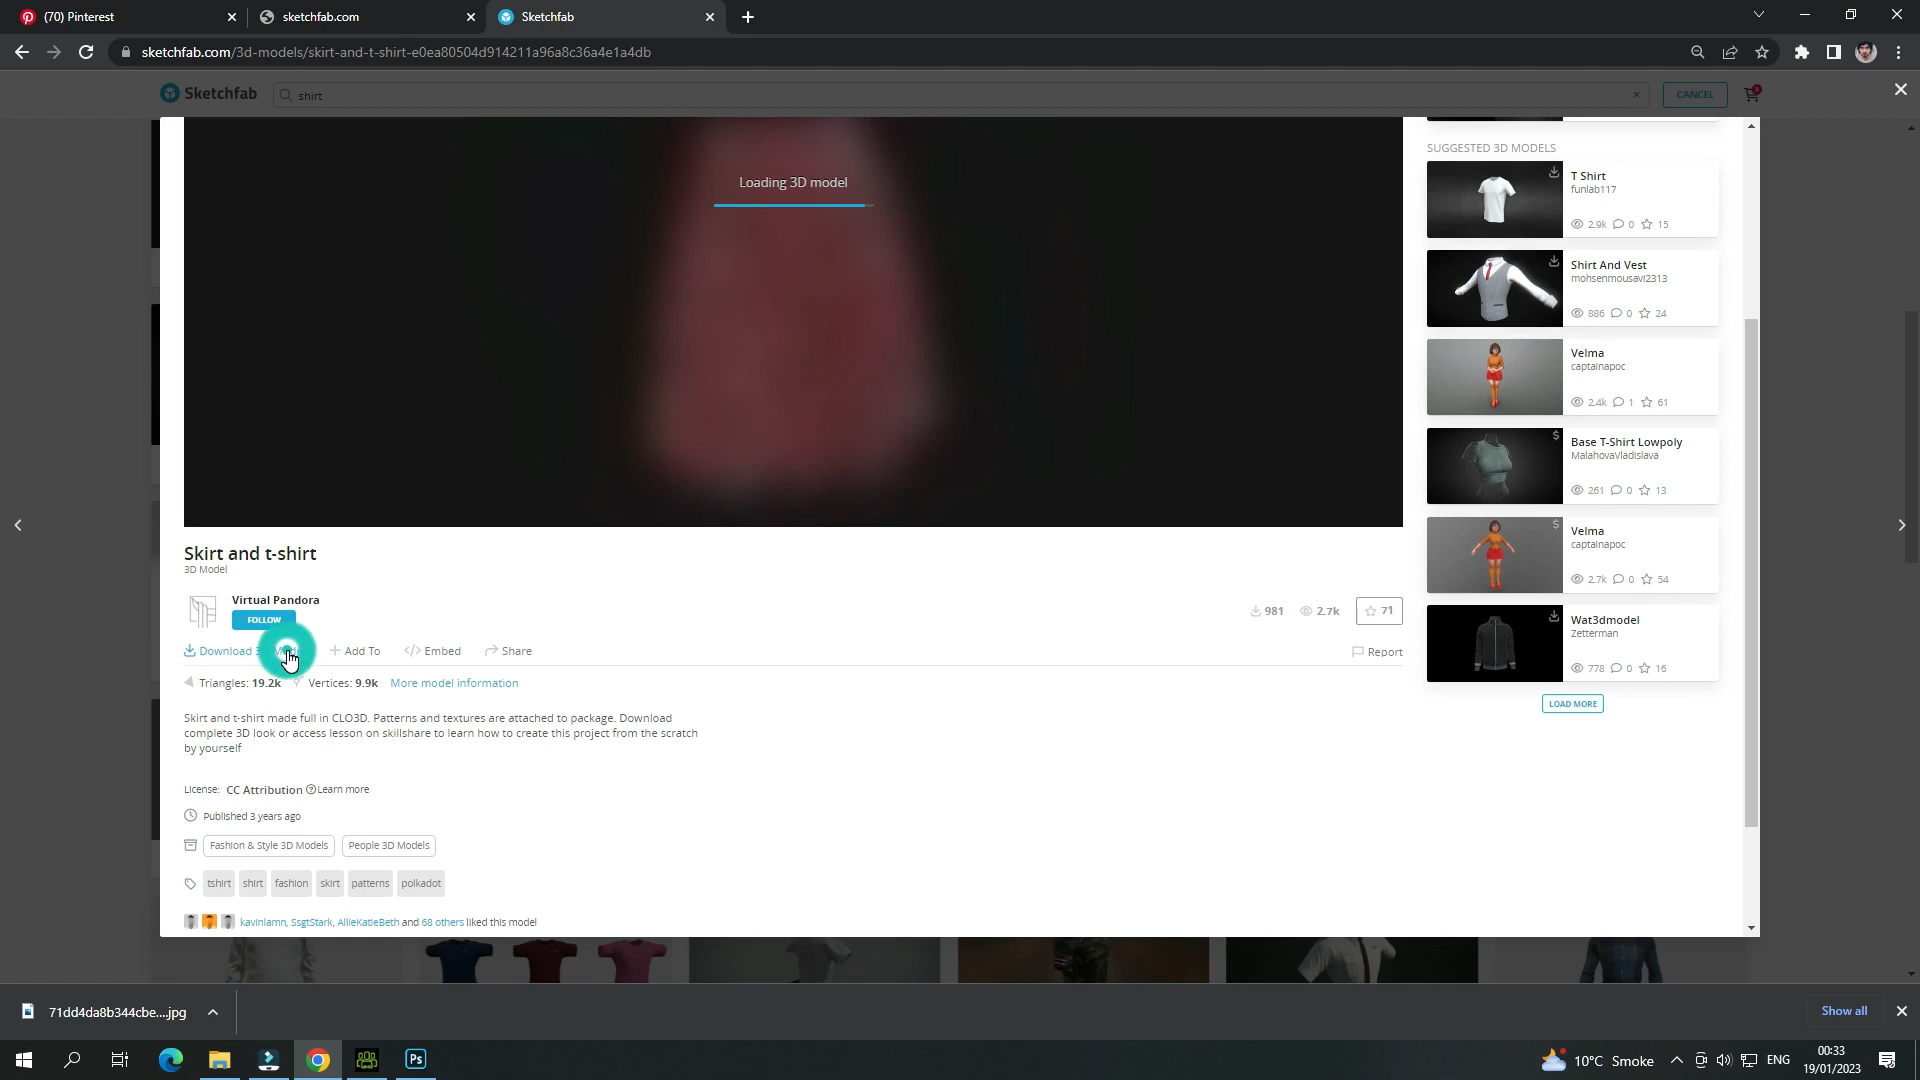 (70) Pinterest
sketchfab.com
Sketchfab
sketchfab.com/3d-models/skirt-and-t-shirt-e0ea80504d914211a96a8c36a4e1a4db
Sketchfab
shirt
CANCEL
Loading 3D model
SUGGESTED 3D MODELS
T Shirt
funlab117
2.9k 0 15
Shirt And Vest
mohsenmousavi2313
886 0 24
Velma
captainapoc
2.4k 1 61
Base T-Shirt Lowpoly
MalahovaVladislava
$
261 0 13
Velma
captainapoc
$
2.7k 0 54
Wat3dmodel
Zetterman
778 0 16
LOAD MORE
Skirt and t-shirt
3D Model
Virtual Pandora
FOLLOW
981 2.7k 71
Download Add To </> Embed Share Report
Triangles: 19.2k Vertices: 9.9k More model information
Skirt and t-shirt made full in CLO3D. Patterns and textures are attached to package. Download
complete 3D look or access lesson on skillshare to learn how to create this project from the scratch
by yourself
License: CC Attribution Learn more
Published 3 years ago
Fashion & Style 3D Models People 3D Models
tshirt shirt fashion skirt patterns polkadot
kavinlamn, SsgtStark, AllieKatieBeth and 68 others liked this model
71dd4da8b344cbe....jpg
Show all
Ps
10°C Smoke
ENG
00:33
19/01/2023